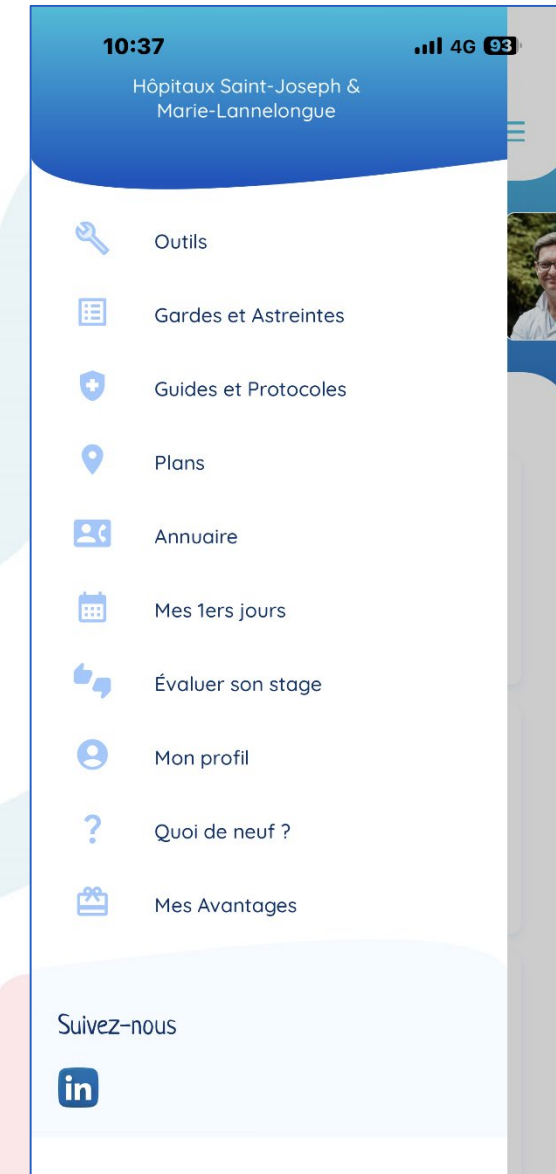 10:37
4G 93
Hôpitaux Saint-Joseph &
Marie-Lannelongue
Outils
Gardes et Astreintes
Guides et Protocoles
Plans
Annuaire
Mes 1ers jours
Évaluer son stage
Mon profil
Quoi de neuf ?
Mes Avantages
Suivez-nous
in